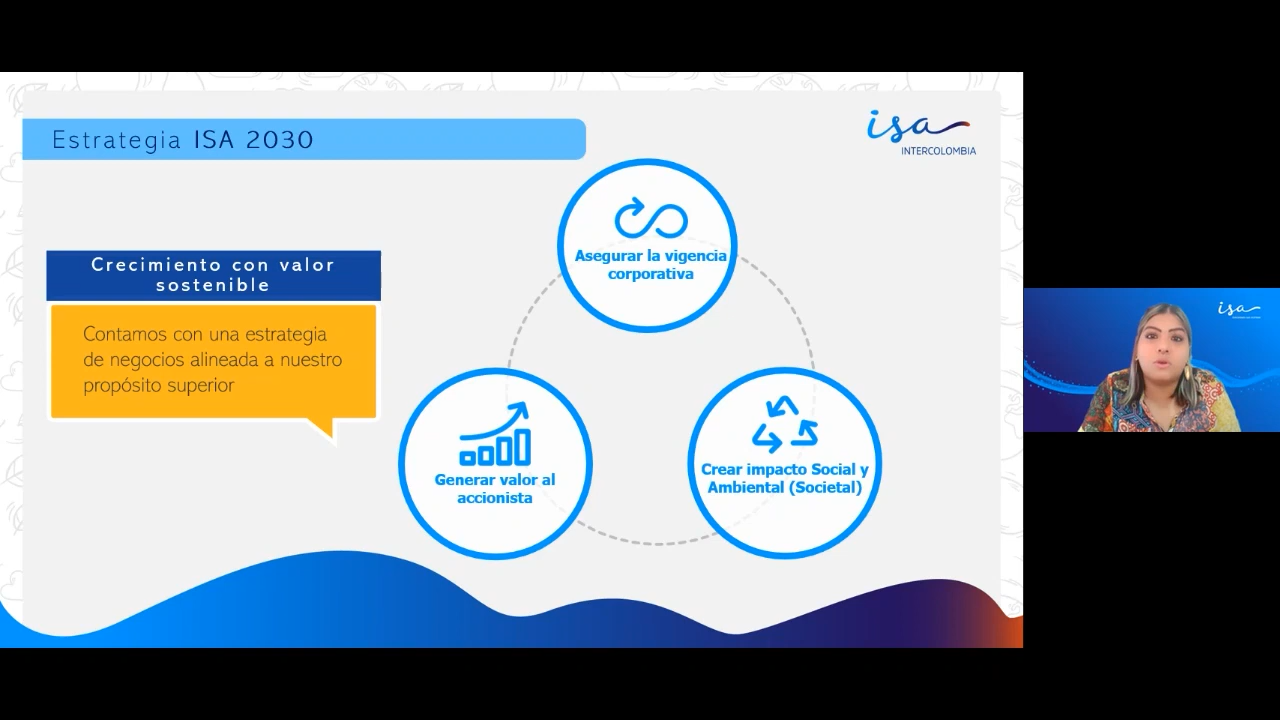 Estrategia ISA 2030
isa
INTERCOLOMBIA
Asegurar la vigencia
corporativa
Crecimiento con valor
sostenible
Contamos con una estrategia
de negocios alineada a nuestro
propósito superior
Generar valor al
accionista
Crear impacto Social y
Ambiental (Societal)
isa